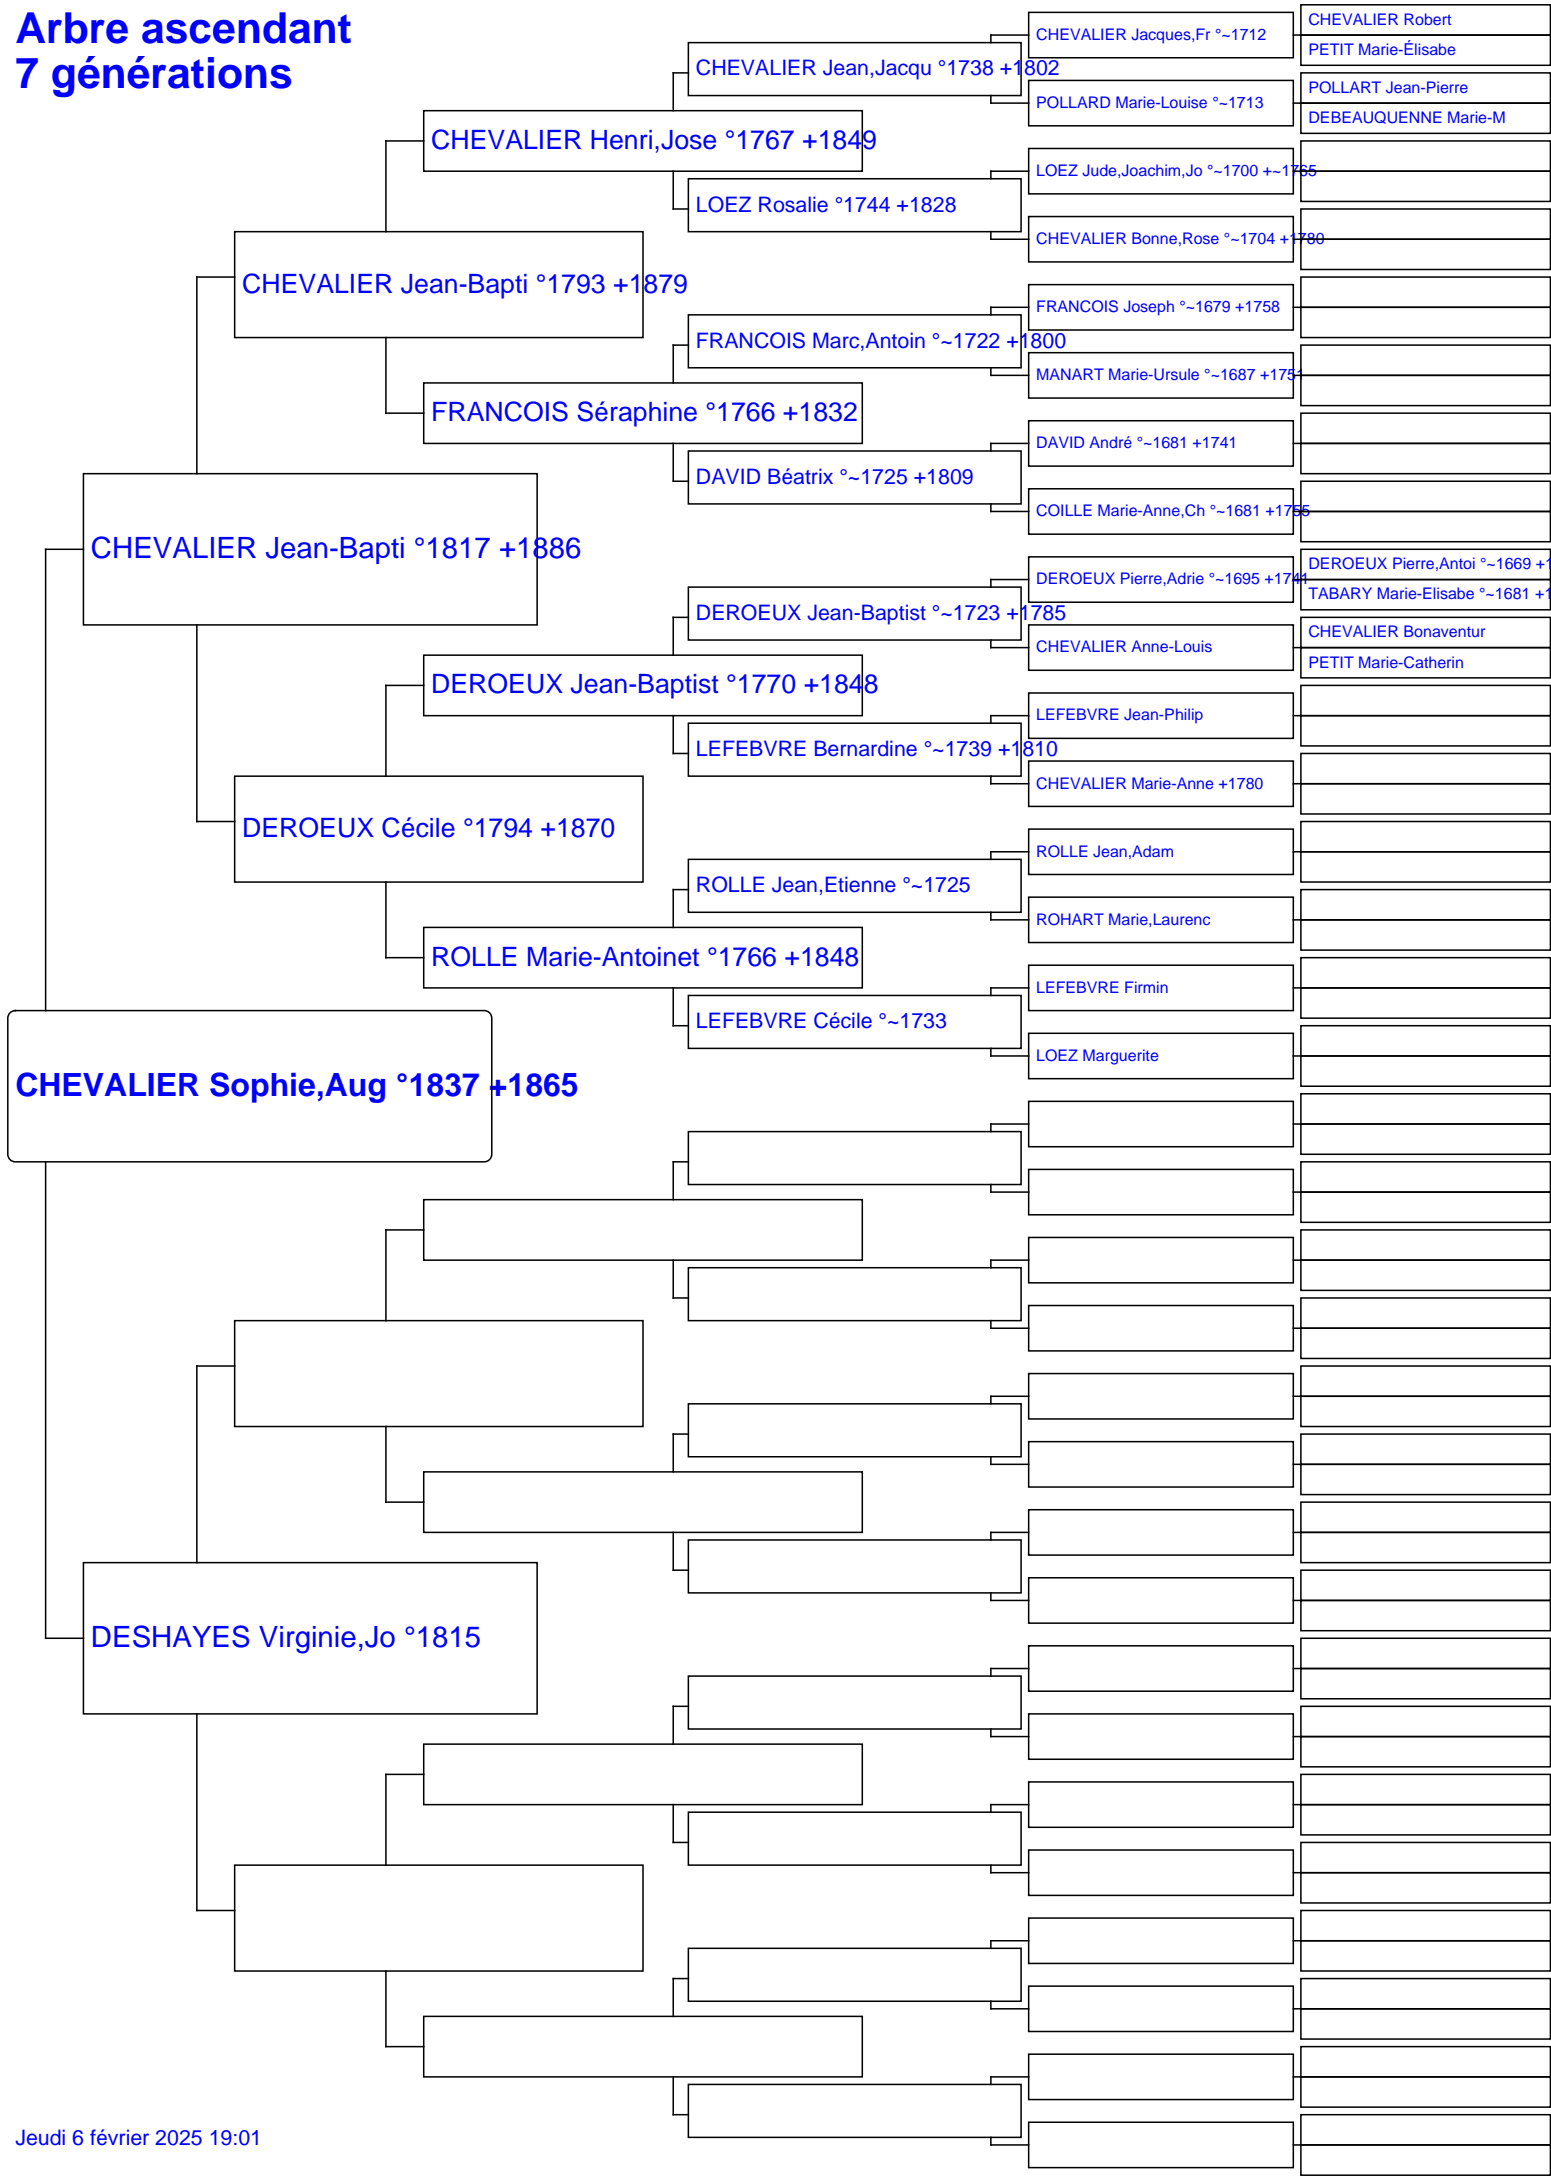 Arbre ascendant
7 générations
CHEVALIER Robert
CHEVALIER Jacques,Fr °~1712
PETIT Marie-Élisabe
CHEVALIER Jean,Jacqu °1738 +1802
POLLART Jean-Pierre
POLLARD Marie-Louise °~1713
DEBEAUQUENNE Marie-M
CHEVALIER Henri,Jose °1767 +1849
LOEZ Jude,Joachim,Jo °~1700 +~1765
LOEZ Rosalie °1744 +1828
CHEVALIER Bonne,Rose °~1704 +1780
CHEVALIER Jean-Bapti °1793 +1879
FRANCOIS Joseph °~1679 +1758
FRANCOIS Marc,Antoin °~1722 +1800
MANART Marie-Ursule °~1687 +1751
FRANCOIS Séraphine °1766 +1832
DAVID André °~1681 +1741
DAVID Béatrix °~1725 +1809
COILLE Marie-Anne,Ch °~1681 +1755
CHEVALIER Jean-Bapti °1817 +1886
DEROEUX Pierre,Antoi °~1669 +1
DEROEUX Pierre,Adrie °~1695 +1741
TABARY Marie-Elisabe °~1681 +1
DEROEUX Jean-Baptist °~1723 +1785
CHEVALIER Bonaventur
CHEVALIER Anne-Louis
PETIT Marie-Catherin
DEROEUX Jean-Baptist °1770 +1848
LEFEBVRE Jean-Philip
LEFEBVRE Bernardine °~1739 +1810
CHEVALIER Marie-Anne +1780
DEROEUX Cécile °1794 +1870
ROLLE Jean,Adam
ROLLE Jean,Etienne °~1725
ROHART Marie,Laurenc
ROLLE Marie-Antoinet °1766 +1848
LEFEBVRE Firmin
LEFEBVRE Cécile °~1733
LOEZ Marguerite
CHEVALIER Sophie,Aug °1837 +1865
DESHAYES Virginie,Jo °1815
Jeudi 6 février 2025 19:01